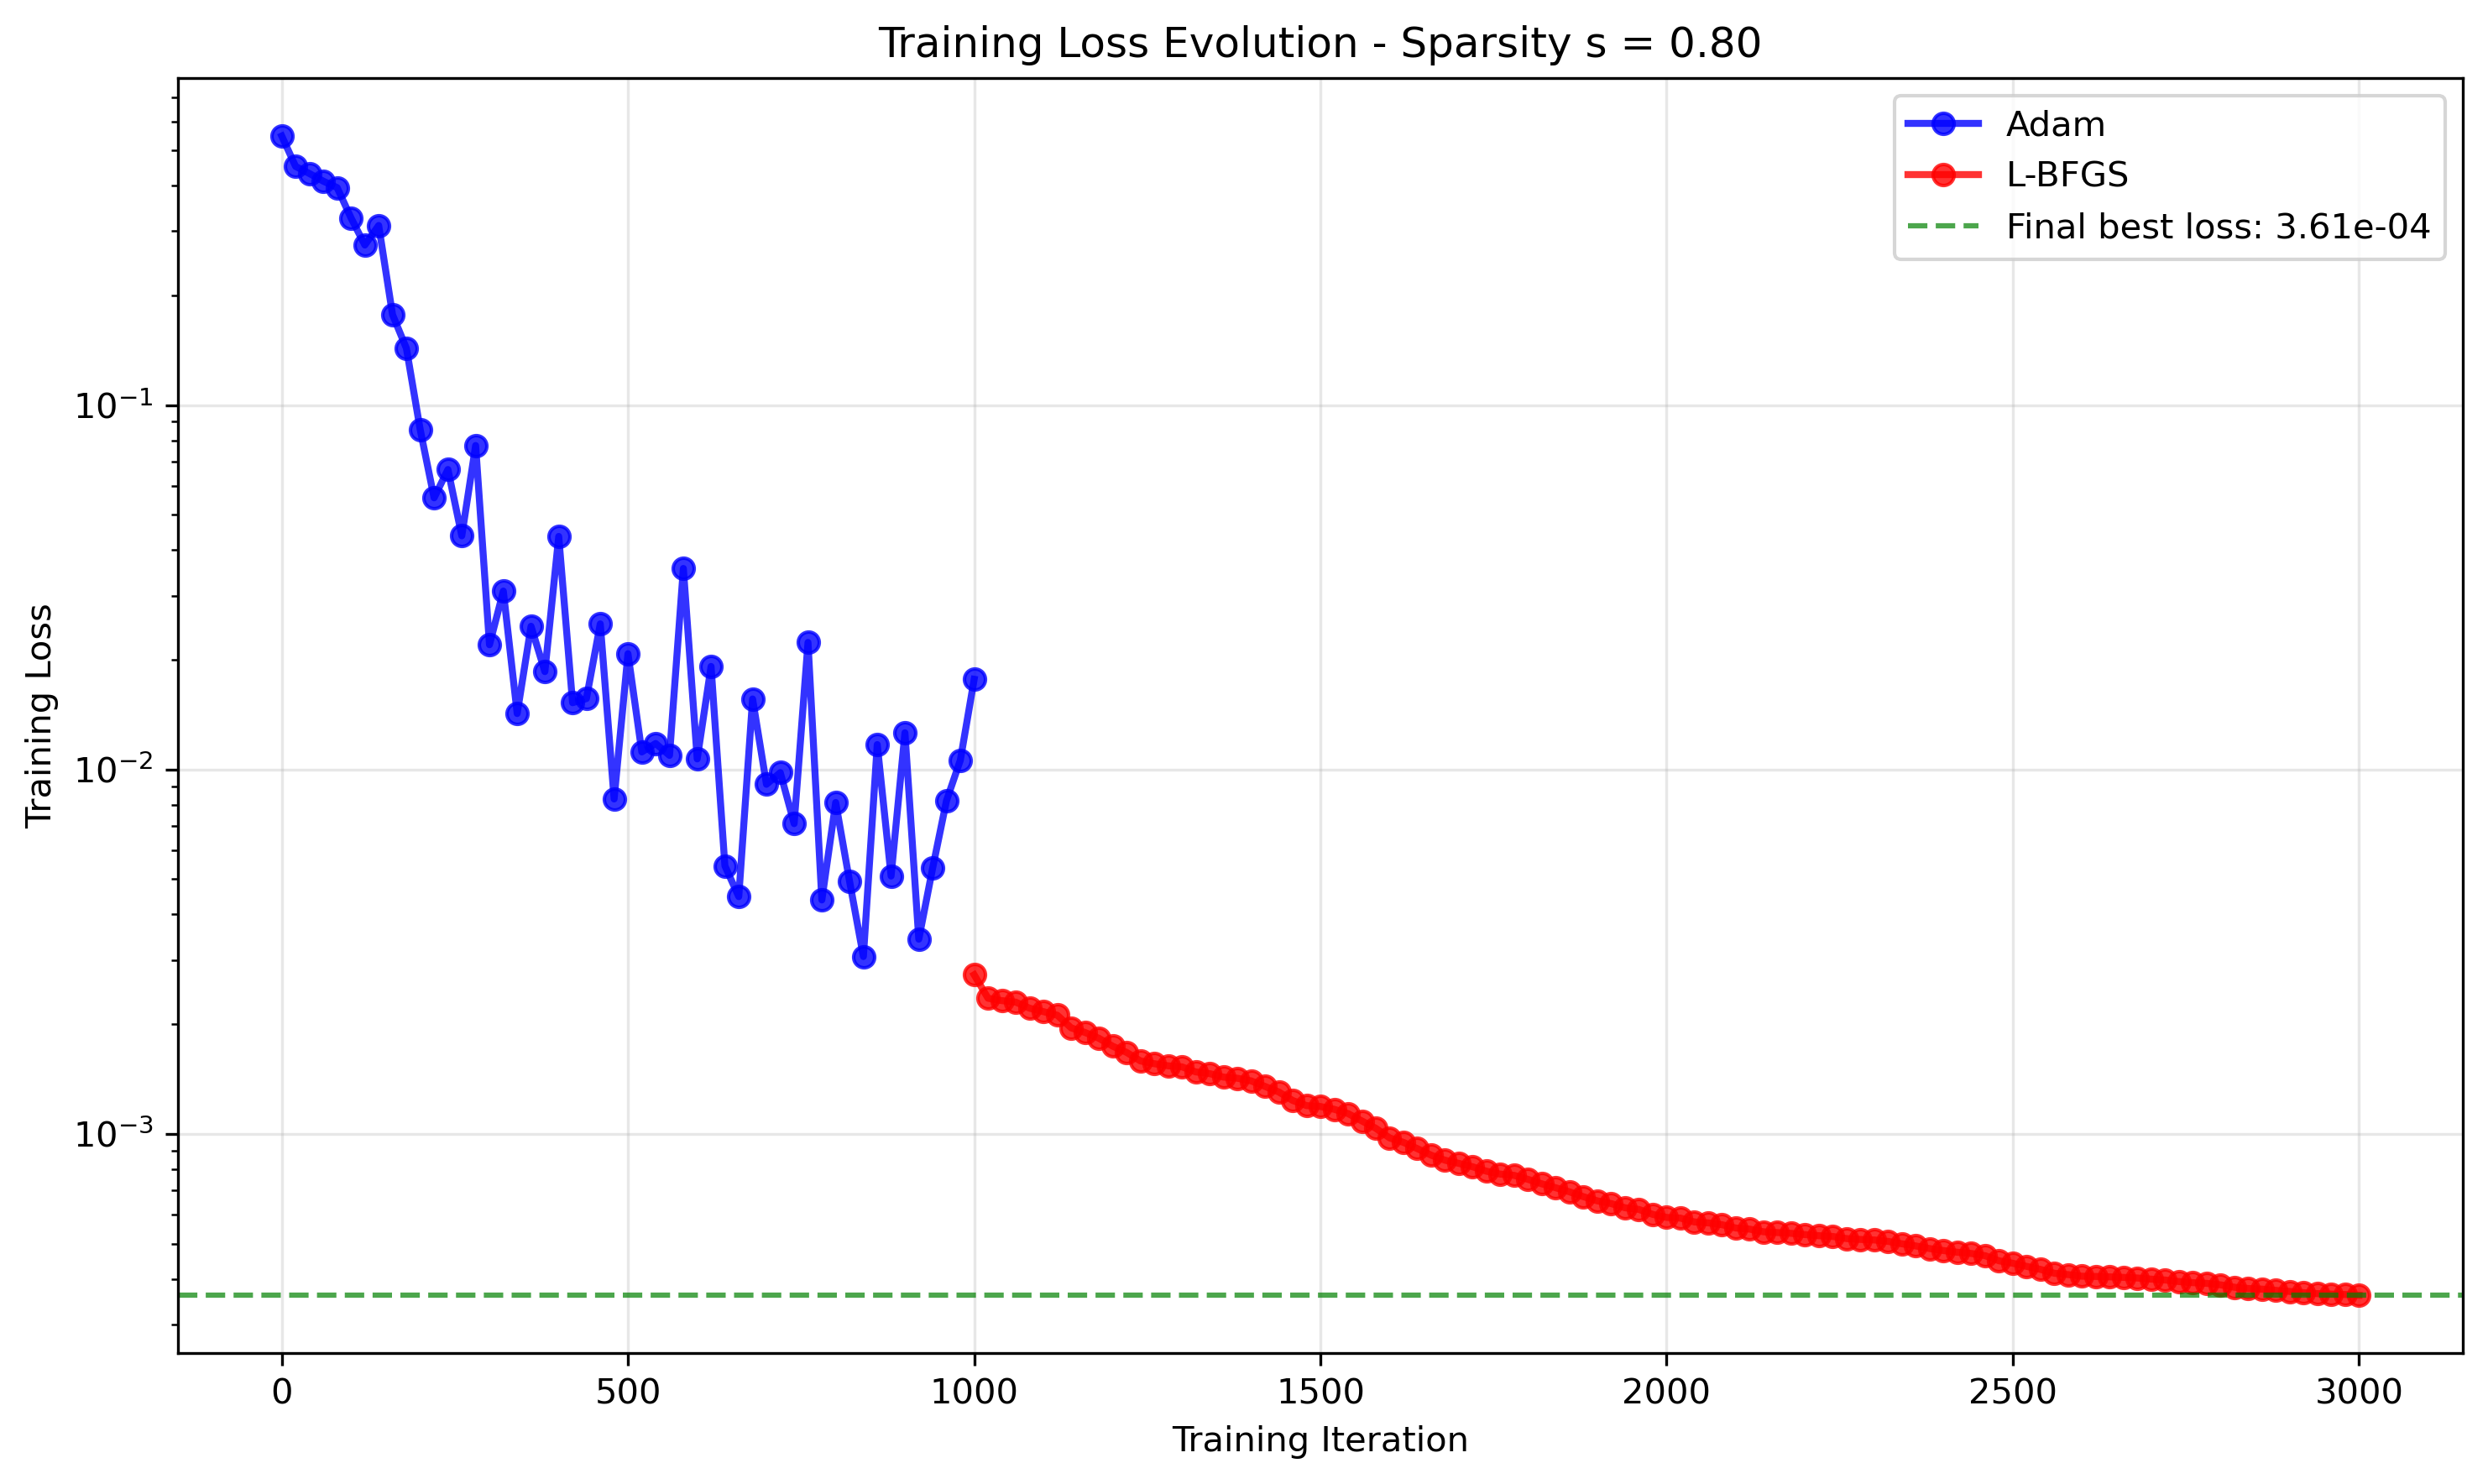 Training Loss Evolution - Sparsity s = 0.80
Adam
L-BFGS
Final best loss: 3.61e-04
Training Loss
10⁻¹
10⁻²
10⁻³
0 500 1000 1500 2000 2500 3000
Training Iteration